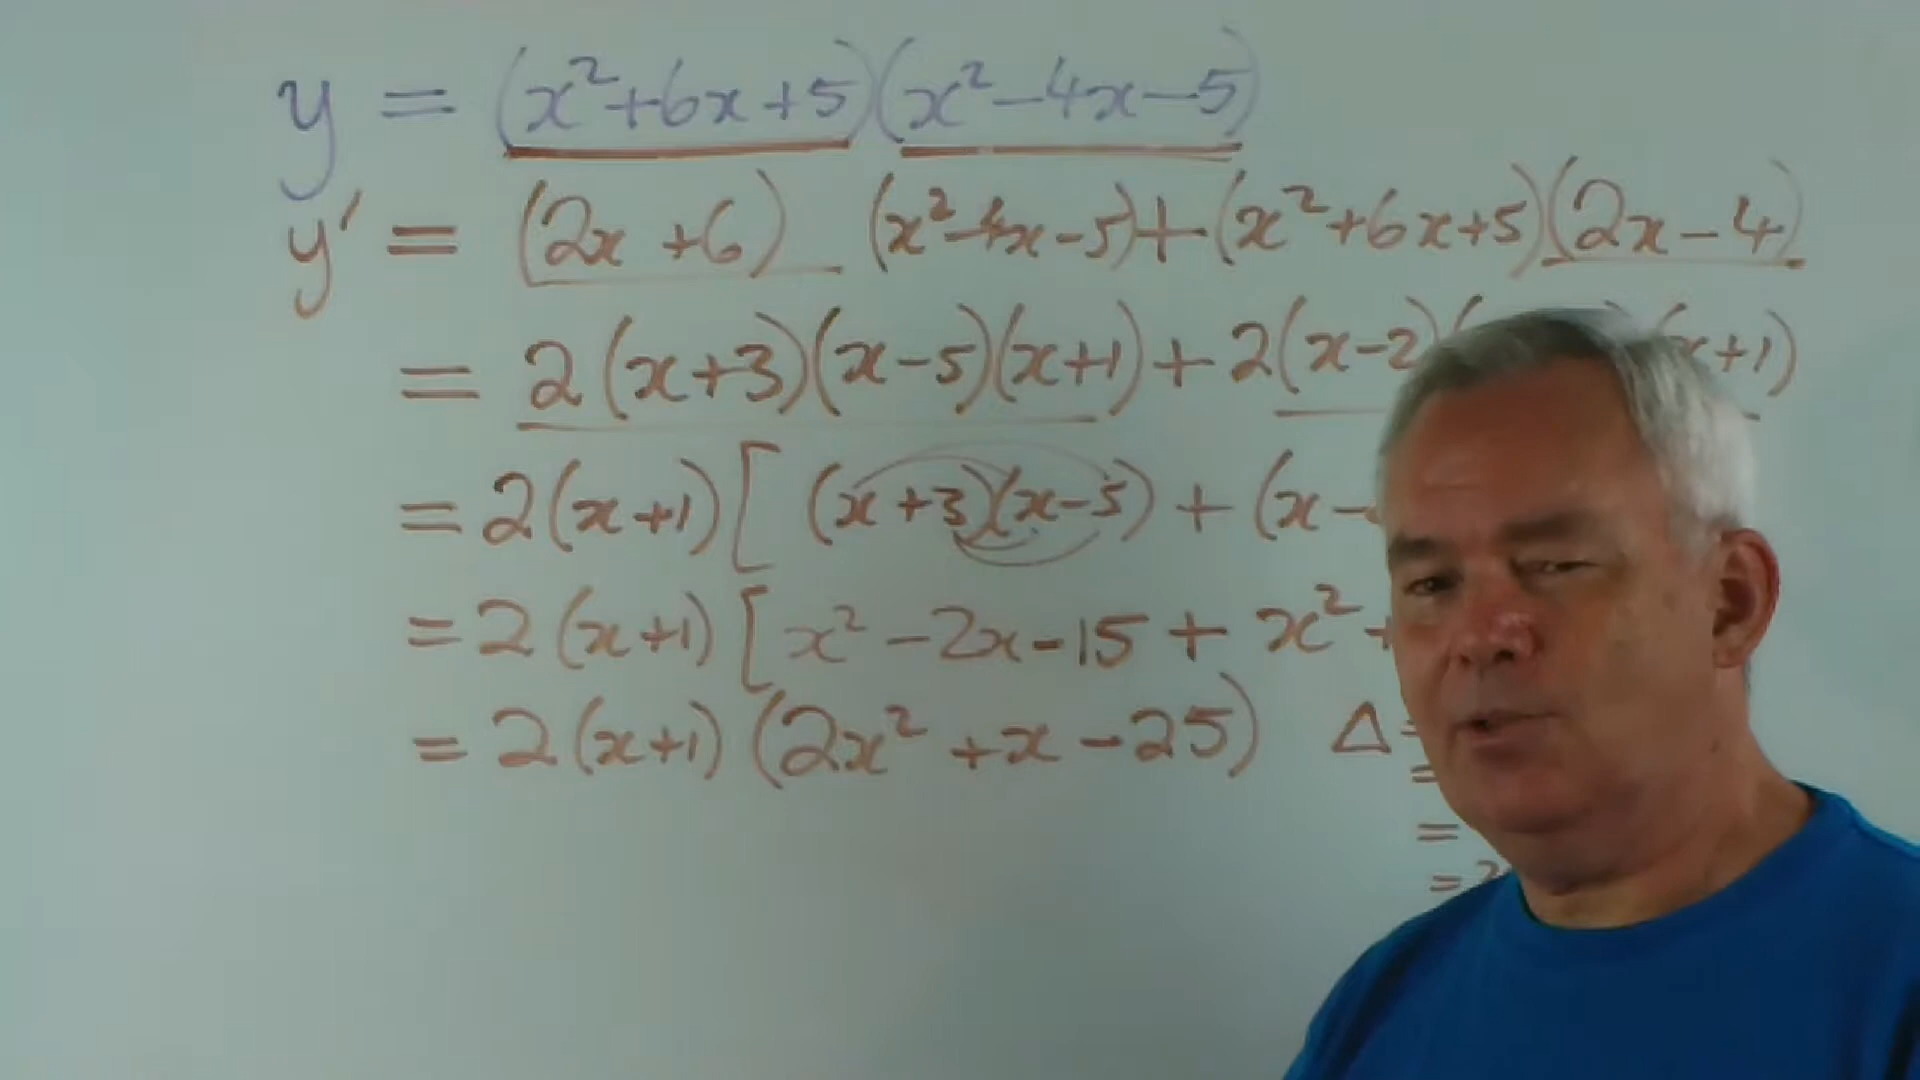 y = (x²+6x+5)(x²-4x-5)
y' = (2x+6) (x²-4x-5)+(x²+6x+5)(2x-4)
= 2(x+3)(x-5)(x+1)+2(x-2) (x+1)
= 2(x+1)[ (x+3)(x-5) + (x-
= 2(x+1)[x²-2x-15 + x² +
= 2(x+1)(2x²+x-25) Δ=
=
=
=